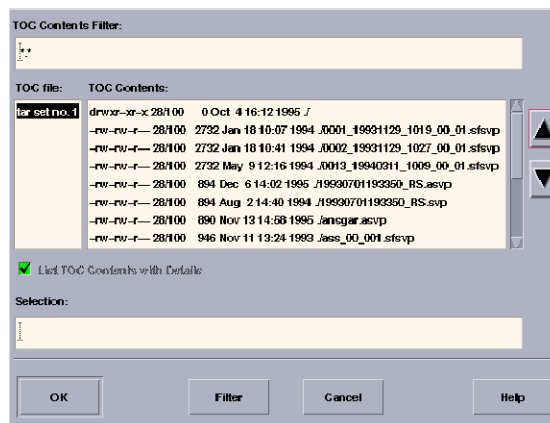 TOC Contents Filter:
*.*
TOC file: TOC Contents:
tar set no. 1
drwxr-xr-x 28/100 0 Oct 4 16:12 1995 ./
-rw-rw-r-- 28/100 2732 Jan 18 10:07 1994 ./0001_19931129_1019_00_01.sfsvp
-rw-rw-r-- 28/100 2732 Jan 18 10:41 1994 ./0002_19931129_1027_00_01.sfsvp
-rw-rw-r-- 28/100 2732 May 9 12:16 1994 ./0013_19940311_1009_00_01.sfsvp
-rw-rw-r-- 28/100 894 Dec 6 14:02 1995 ./19930701193350_RS.asvp
-rw-rw-r-- 28/100 894 Aug 2 14:40 1994 ./19930701193350_RS.svp
-rw-rw-r-- 28/100 890 Nov 13 14:58 1995 ./ansgar.asvp
-rw-rw-r-- 28/100 946 Nov 11 13:24 1993 ./ass_00_001.sfsvp
List TOC Contents with Details
Selection:
OK Filter Cancel Help